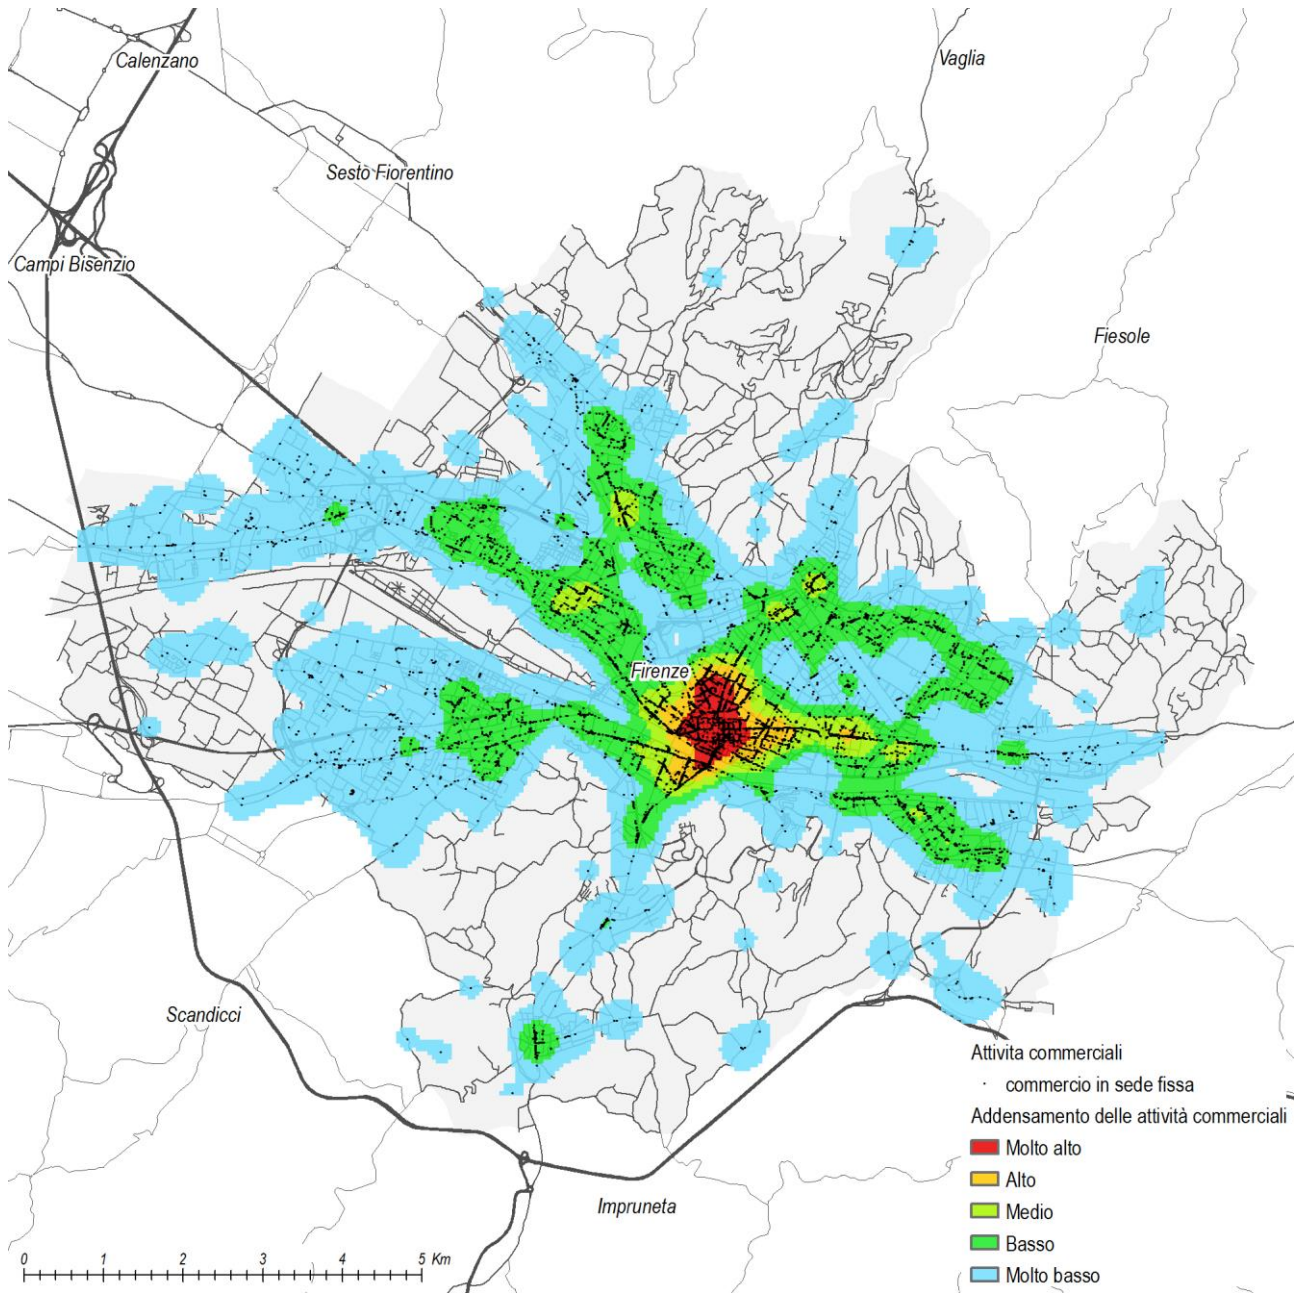 Calenzano
Vaglia
Sesto Fiorentino
Campi Bisenzio
Fiesole
Firenze
Scandicci
Impruneta
Attivita commerciali
commercio in sede fissa
Addensamento delle attività commerciali
Molto alto
Alto
Medio
Basso
Molto basso
0 1 2 3 4 5 Km